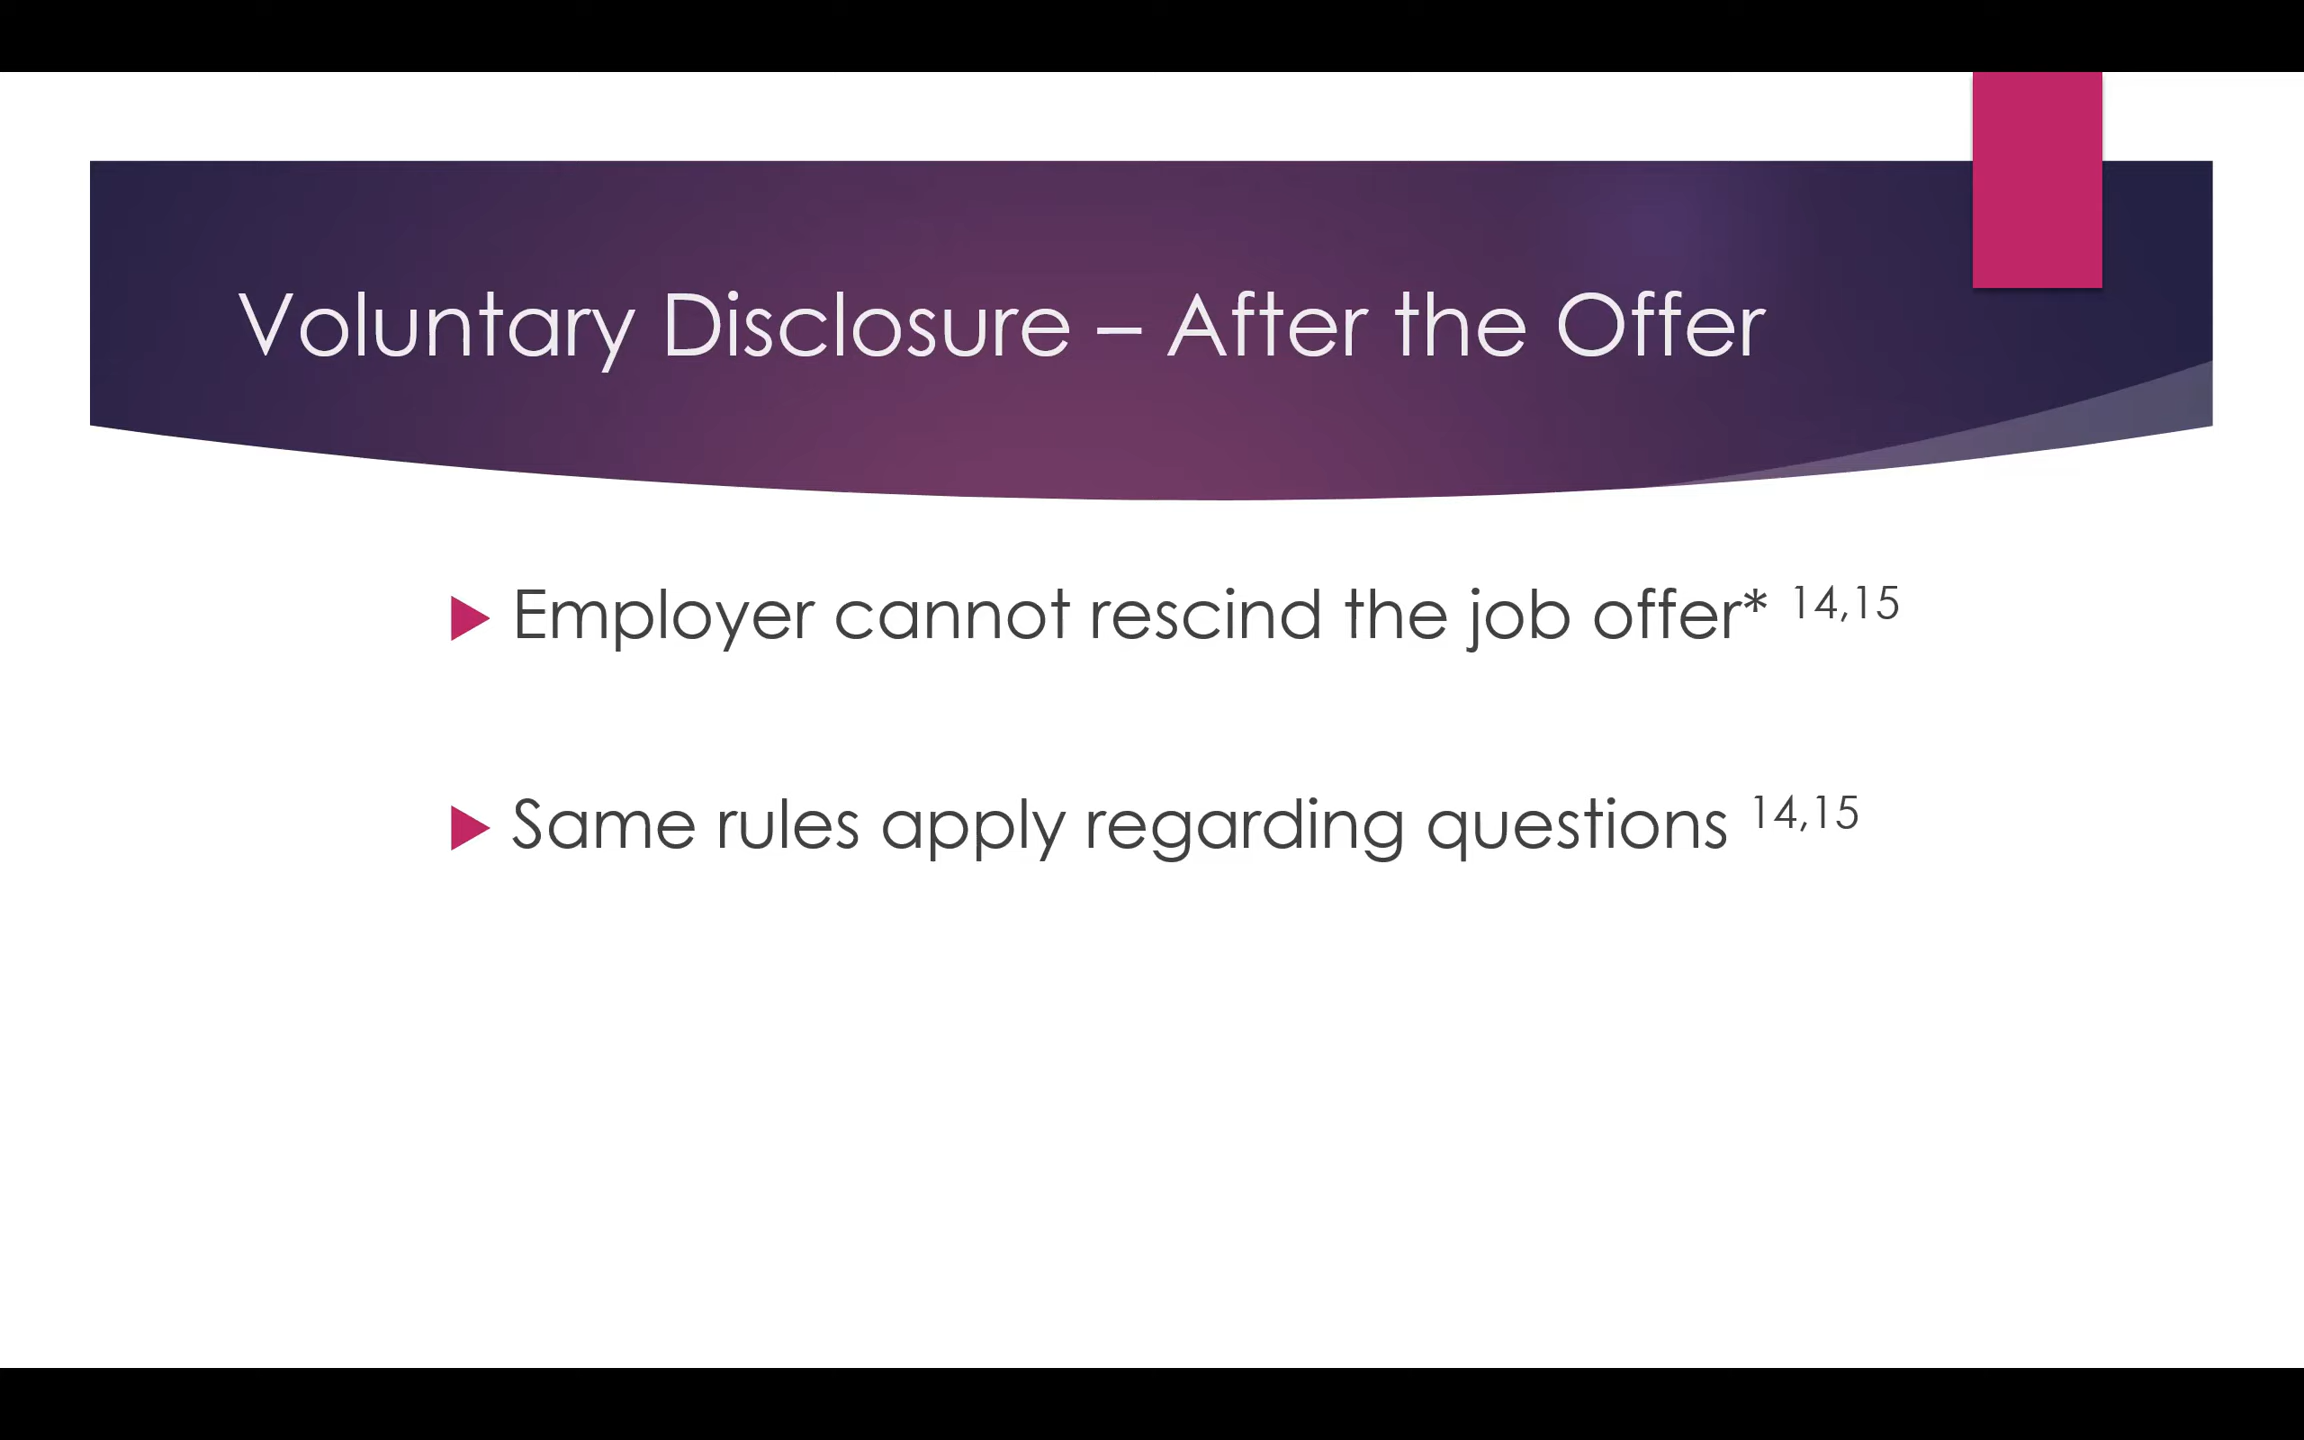 Voluntary Disclosure – After the Offer
Employer cannot rescind the job offer* 14,15
Same rules apply regarding questions 14,15